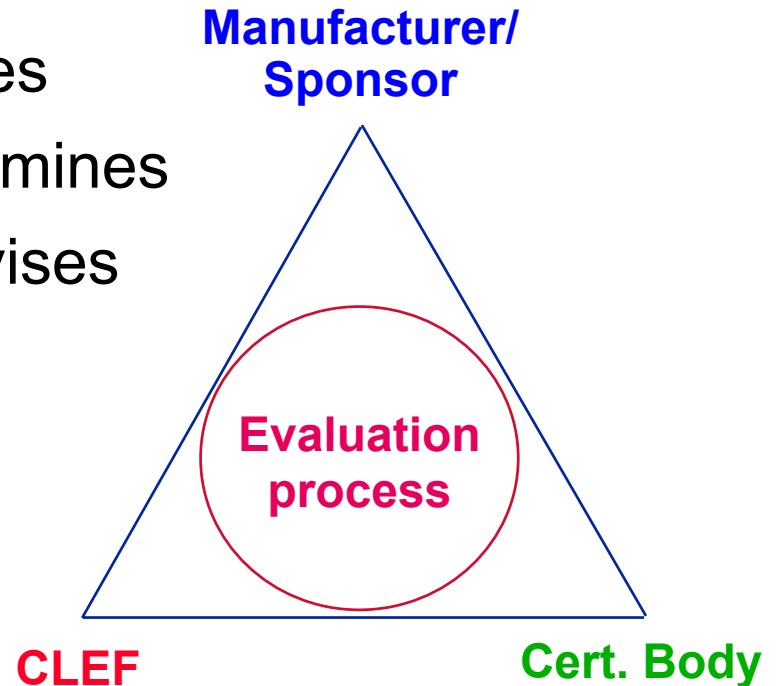 Manufacturer/
Sponsor
es
mines
vises
Evaluation
process
CLEF
Cert. Body